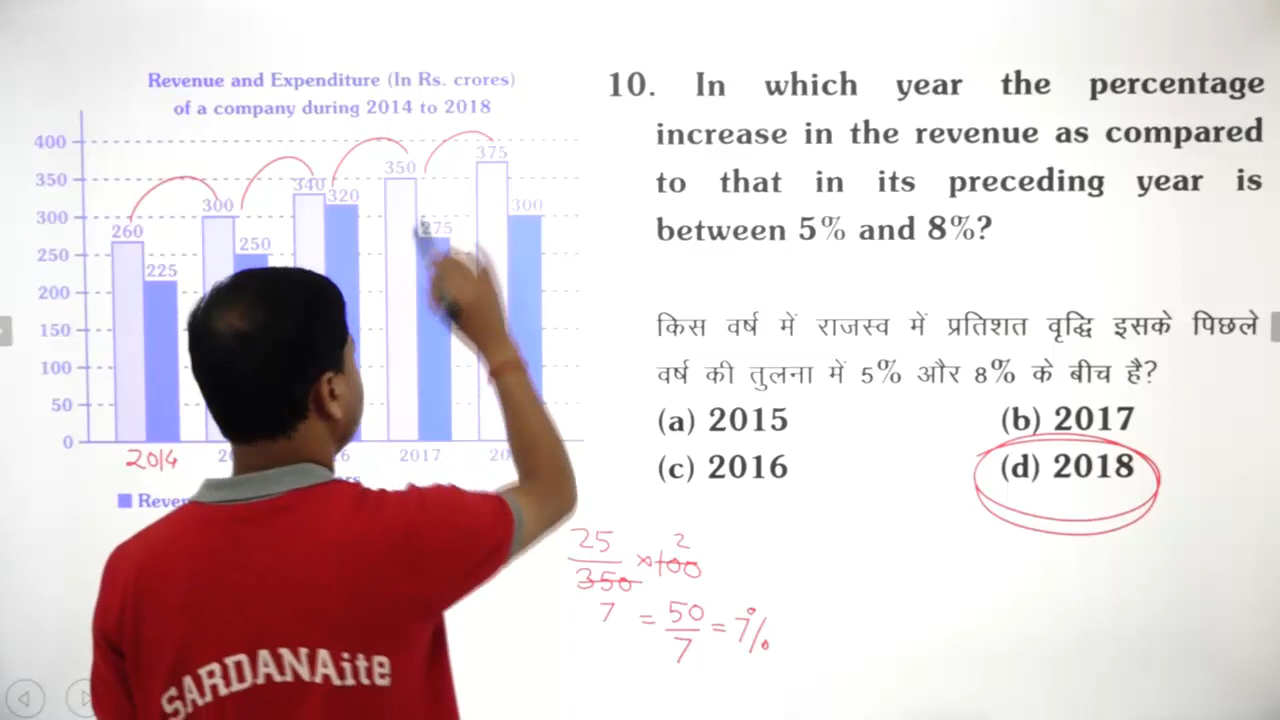 Revenue and Expenditure (In Rs. crores)
of a company during 2014 to 2018
400
350
300
250
200
150
100
50
0
260
225
300
250
340
320
350
275
375
300
2014
2017
10. In which year the percentage
increase in the revenue as compared
to that in its preceding year is
between 5% and 8%?
किस वर्ष में राजस्व में प्रतिशत वृद्धि इसके पिछले
वर्ष की तुलना में 5% और 8% के बीच है?
(a) 2015 (b) 2017
(c) 2016 (d) 2018
25/350 × 100 2
7 = 50/7 = 7%
SARDANAite